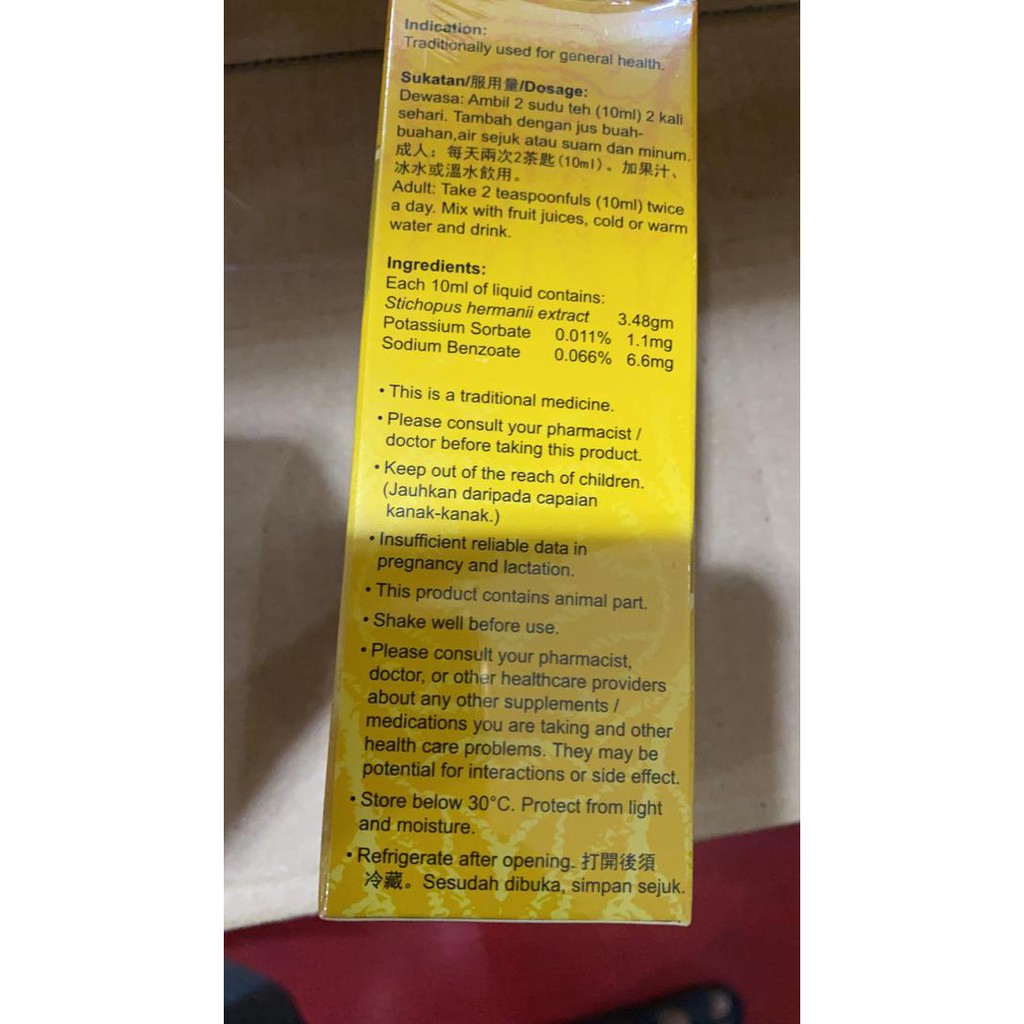 Indication:
Traditionally used for general health.
Sukatan/服用量/Dosage:
Dewasa: Ambil 2 sudu teh (10ml) 2 kali
sehari. Tambah dengan jus buah-
buahan,air sejuk atau suam dan minum.
成人：每天兩次2茶匙(10ml)。加果汁、
冰水或溫水飲用。
Adult: Take 2 teaspoonfuls (10ml) twice
a day. Mix with fruit juices, cold or warm
water and drink.
Ingredients:
Each 10ml of liquid contains:
Stichopus hermanii extract 3.48gm
Potassium Sorbate 0.011% 1.1mg
Sodium Benzoate 0.066% 6.6mg
• This is a traditional medicine.
• Please consult your pharmacist /
doctor before taking this product.
• Keep out of the reach of children.
(Jauhkan daripada capaian
kanak-kanak.)
• Insufficient reliable data in
pregnancy and lactation.
• This product contains animal part.
• Shake well before use.
• Please consult your pharmacist,
doctor, or other healthcare providers
about any other supplements /
medications you are taking and other
health care problems. They may be
potential for interactions or side effect.
• Store below 30°C. Protect from light
and moisture.
• Refrigerate after opening. 打開後須
冷藏。Sesudah dibuka, simpan sejuk.